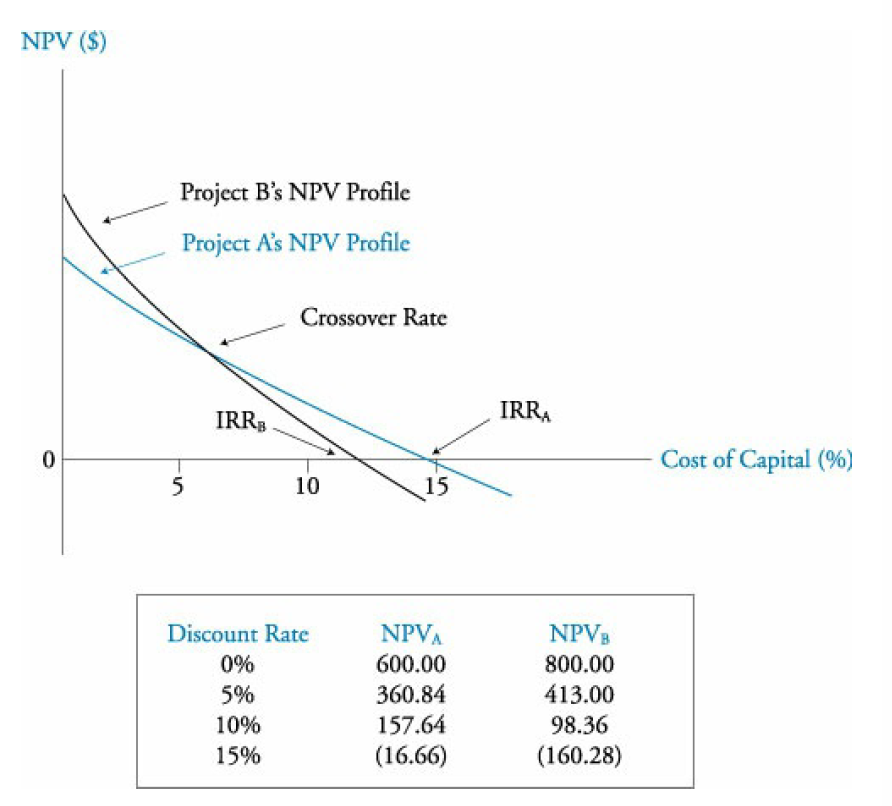 NPV ($)
Project B's NPV Profile
Project A's NPV Profile
Crossover Rate
IRRB
IRRA
0
Cost of Capital (%)
5
10
15
Discount Rate NPVA NPVB
0% 600.00 800.00
5% 360.84 413.00
10% 157.64 98.36
15% (16.66) (160.28)